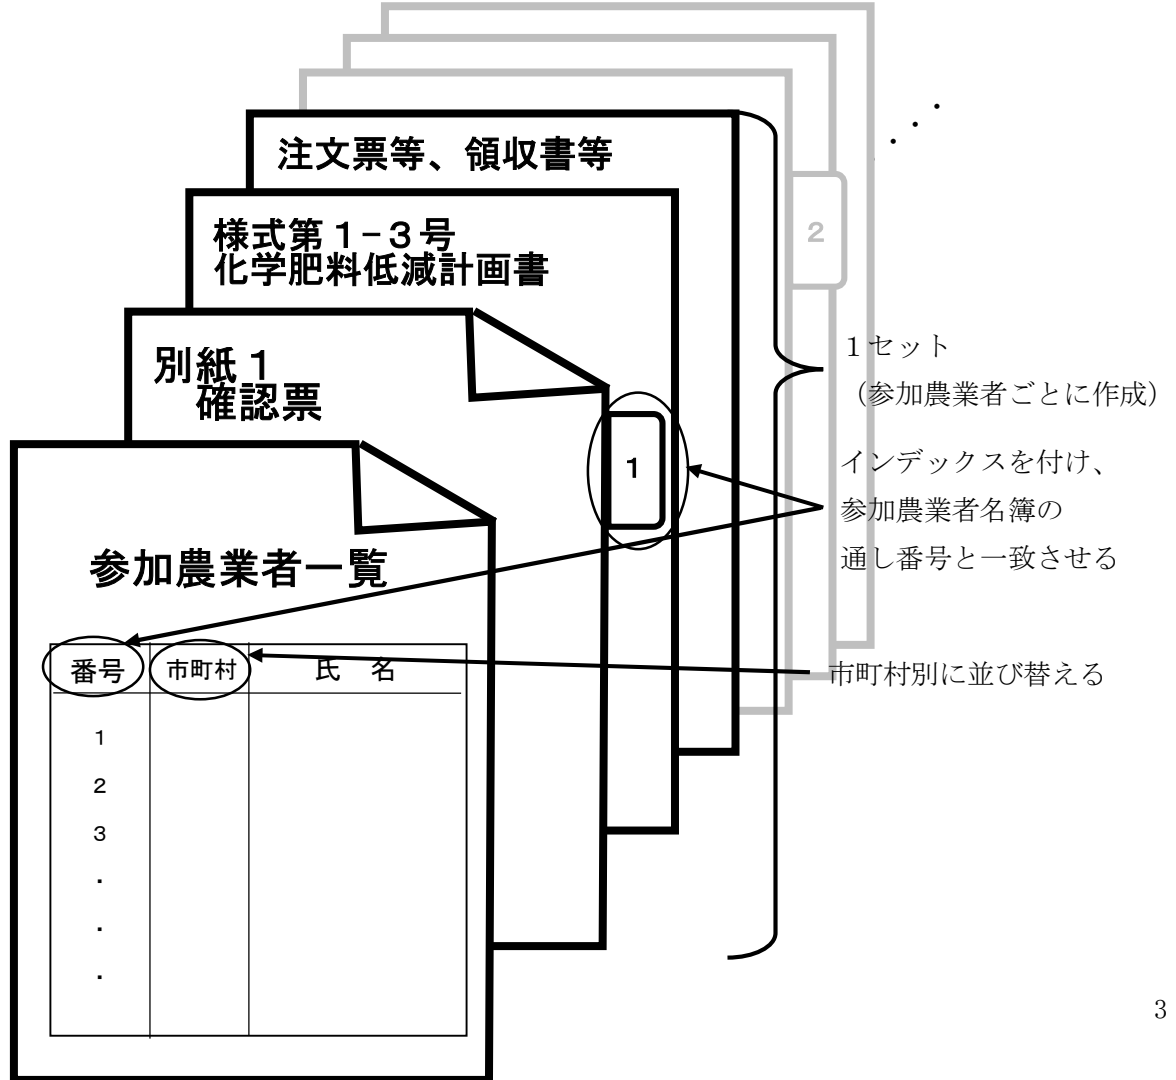 注文票等、領収書等
様式第１−３号
化学肥料低減計画書
別紙１
確認票
参加農業者一覧
番号 市町村 氏 名
１
２
３
・
・
・
1
2
・・・
１セット
（参加農業者ごとに作成）
インデックスを付け、
参加農業者名簿の
通し番号と一致させる
市町村別に並び替える
3